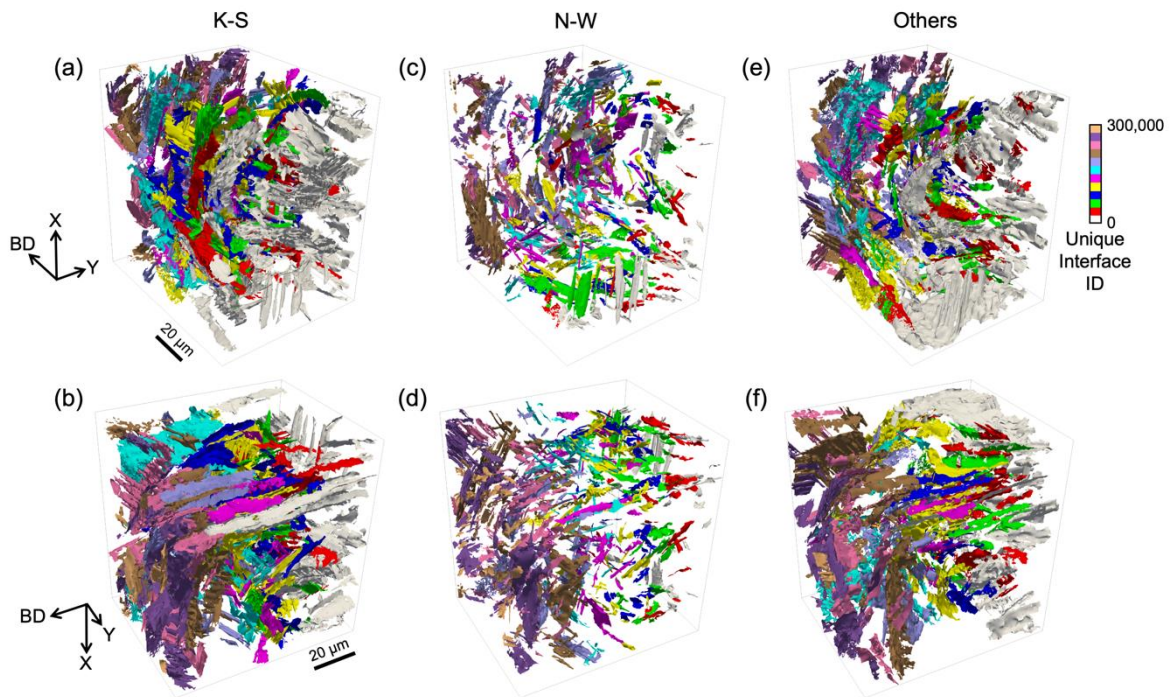 K-S
N-W
Others
(a)
(c)
(e)
300,000
0
Unique
Interface
ID
X
BD
Y
20 µm
(b)
(d)
(f)
BD
Y
X
20 µm